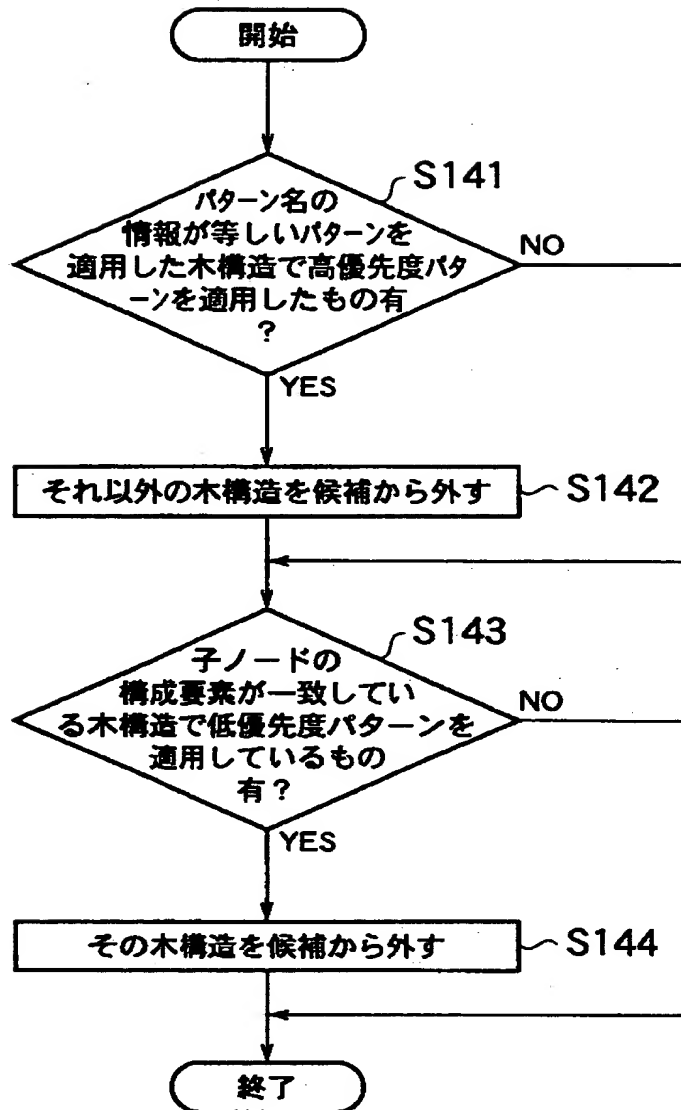 開始
S141
パターン名の
情報が等しいパターンを
適用した木構造で高優先度パタ
ーンを適用したもの有
？
NO
YES
それ以外の木構造を候補から外す
S142
S143
子ノードの
構成要素が一致してい
る木構造で低優先度パターンを
適用しているもの
有？
NO
YES
その木構造を候補から外す
S144
終了